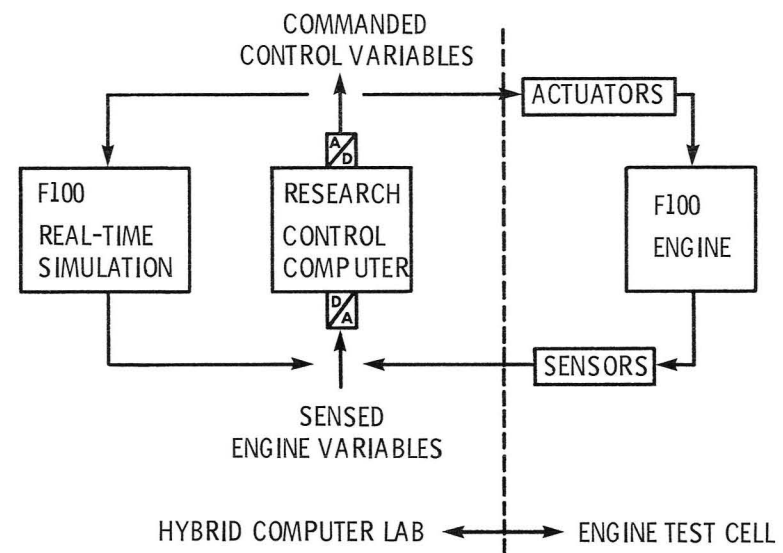 COMMANDED
CONTROL VARIABLES
ACTUATORS
A/D
F100
REAL-TIME
SIMULATION
RESEARCH
CONTROL
COMPUTER
F100
ENGINE
D/A
SENSORS
SENSED
ENGINE VARIABLES
HYBRID COMPUTER LAB
ENGINE TEST CELL